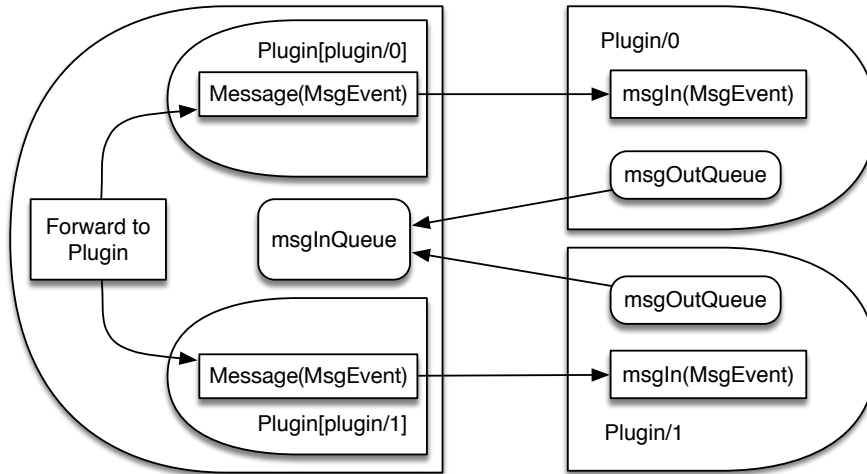 Plugin[plugin/0]
Message(MsgEvent)
Forward to
Plugin
msgInQueue
Message(MsgEvent)
Plugin[plugin/1]
Plugin/0
msgIn(MsgEvent)
msgOutQueue
msgOutQueue
msgIn(MsgEvent)
Plugin/1